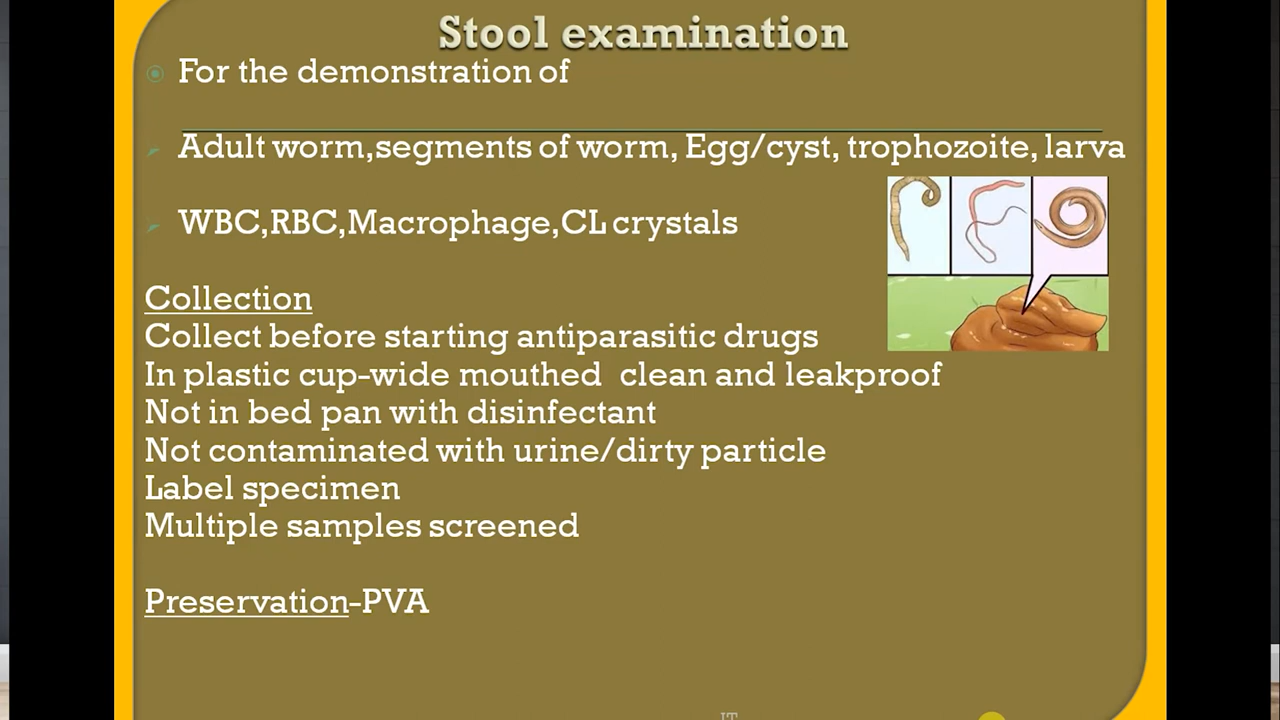 Stool examination
For the demonstration of
Adult worm,segments of worm, Egg/cyst, trophozoite, larva
WBC,RBC,Macrophage,CL crystals
Collection
Collect before starting antiparasitic drugs
In plastic cup-wide mouthed clean and leakproof
Not in bed pan with disinfectant
Not contaminated with urine/dirty particle
Label specimen
Multiple samples screened
Preservation-PVA